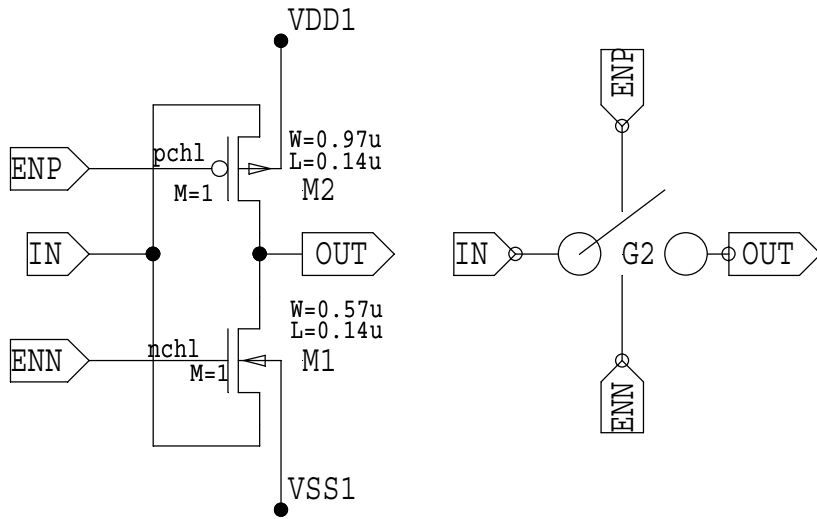 VDD1
ENP
pchl
M=1
W=0.97u
L=0.14u
M2
IN
OUT
W=0.57u
L=0.14u
ENN
nchl
M=1
M1
VSS1
ENP
IN
G2
OUT
ENN